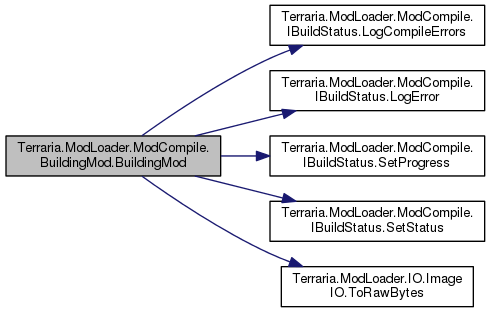 Terraria.ModLoader.ModCompile.
BuildingMod.BuildingMod
Terraria.ModLoader.ModCompile.
IBuildStatus.LogCompileErrors
Terraria.ModLoader.ModCompile.
IBuildStatus.LogError
Terraria.ModLoader.ModCompile.
IBuildStatus.SetProgress
Terraria.ModLoader.ModCompile.
IBuildStatus.SetStatus
Terraria.ModLoader.IO.Image
IO.ToRawBytes